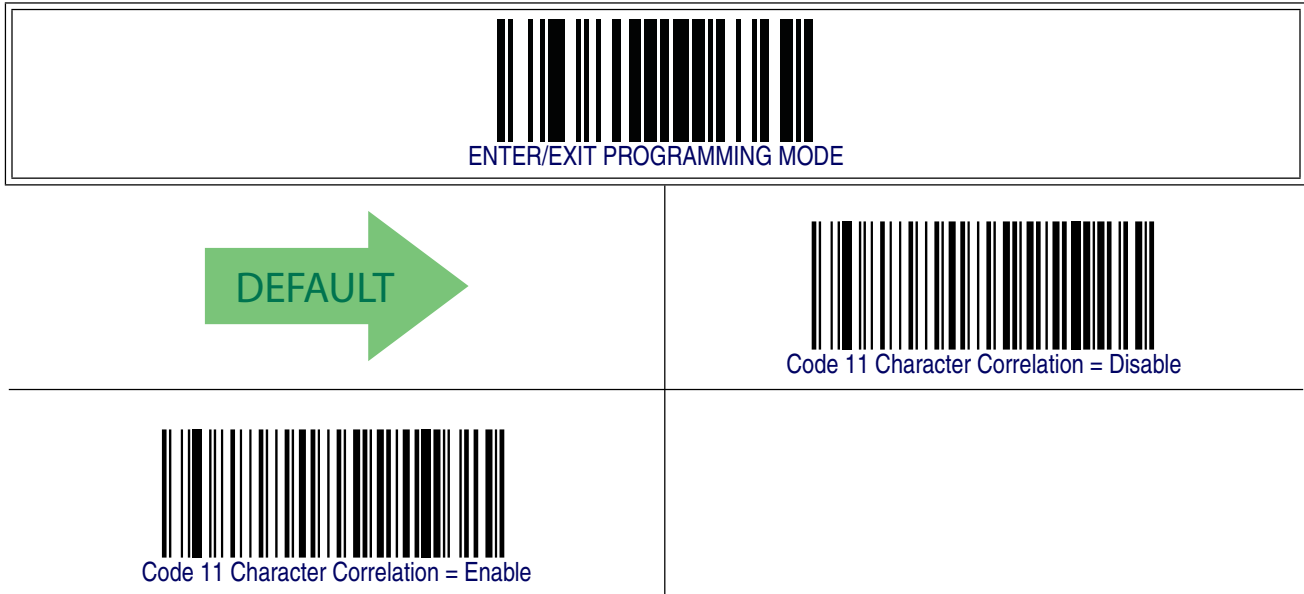 ENTER/EXIT PROGRAMMING MODE
DEFAULT
Code 11 Character Correlation = Disable
Code 11 Character Correlation = Enable